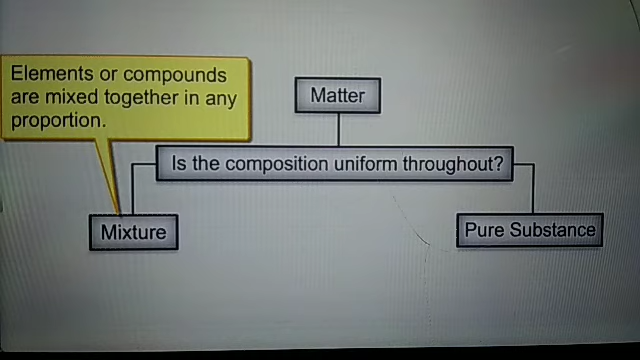 Elements or compounds
are mixed together in any
proportion.
Matter
Is the composition uniform throughout?
Mixture
Pure Substance